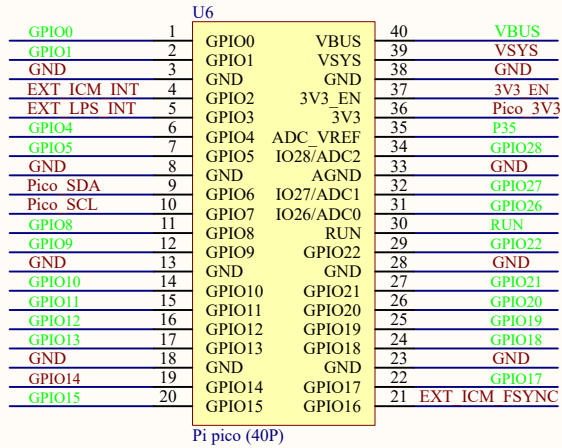 U6
GPIO0 1 GPIO0 VBUS 40 VBUS
GPIO1 2 GPIO1 VSYS 39 VSYS
GND 3 GND GND 38 GND
EXT_ICM_INT 4 GPIO2 3V3_EN 37 3V3_EN
EXT_LPS_INT 5 GPIO3 3V3 36 Pico_3V3
GPIO4 6 GPIO4 ADC_VREF 35 P35
GPIO5 7 GPIO5 IO28/ADC2 34 GPIO28
GND 8 GND AGND 33 GND
Pico_SDA 9 GPIO6 IO27/ADC1 32 GPIO27
Pico_SCL 10 GPIO7 IO26/ADC0 31 GPIO26
GPIO8 11 GPIO8 RUN 30 RUN
GPIO9 12 GPIO9 GPIO22 29 GPIO22
GND 13 GND GND 28 GND
GPIO10 14 GPIO10 GPIO21 27 GPIO21
GPIO11 15 GPIO11 GPIO20 26 GPIO20
GPIO12 16 GPIO12 GPIO19 25 GPIO19
GPIO13 17 GPIO13 GPIO18 24 GPIO18
GND 18 GND GND 23 GND
GPIO14 19 GPIO14 GPIO17 22 GPIO17
GPIO15 20 GPIO15 GPIO16 21 EXT_ICM_FSYNC
Pi pico (40P)